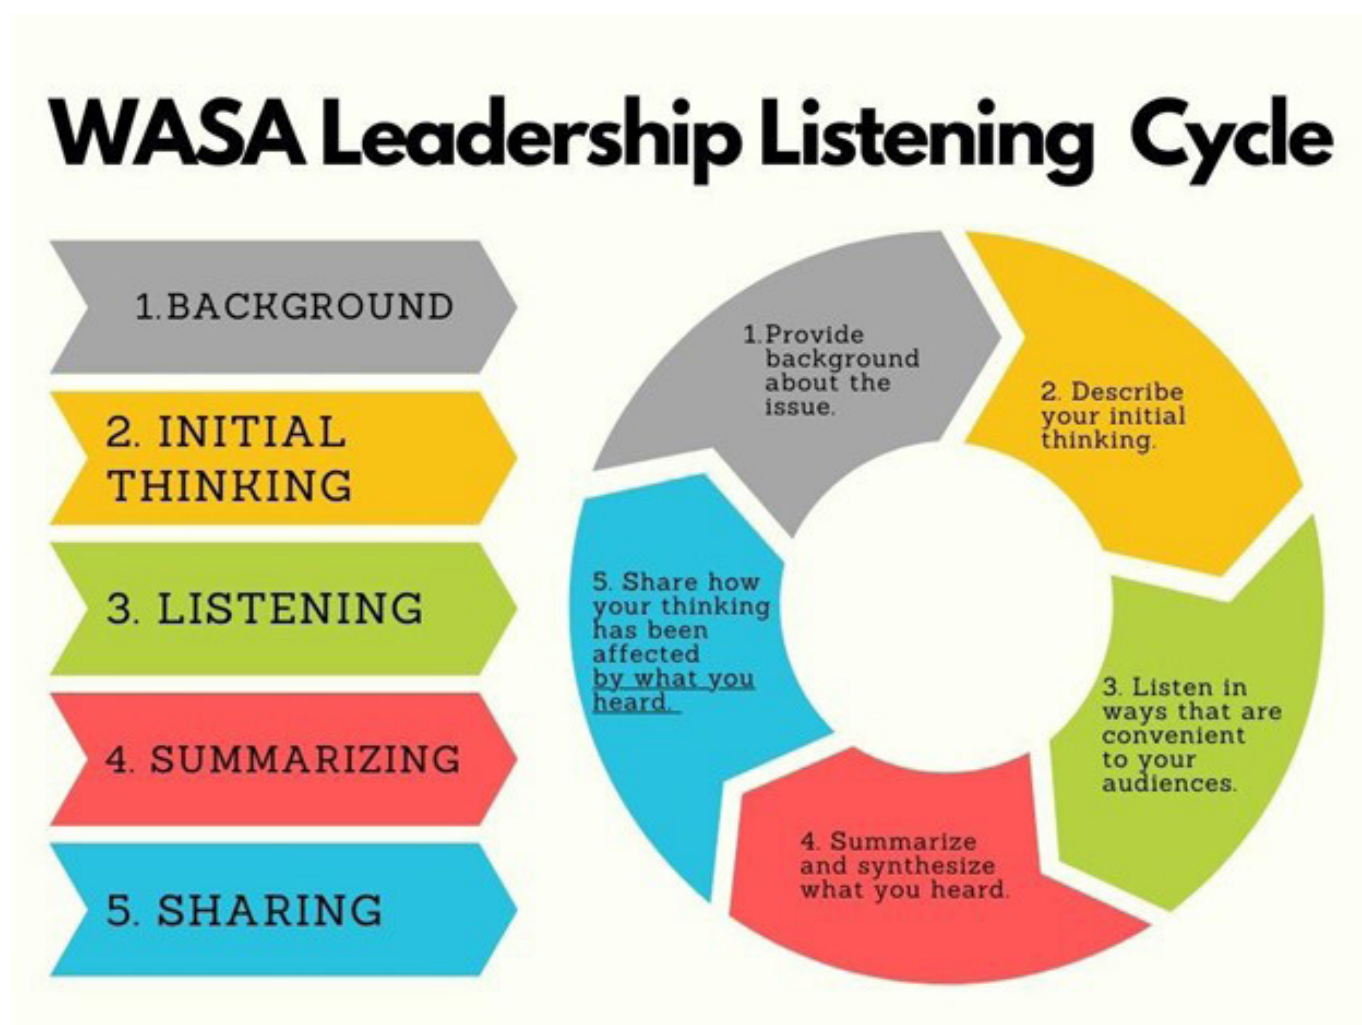 WASA Leadership Listening Cycle
1.BACKGROUND
2. INITIAL
THINKING
3. LISTENING
4. SUMMARIZING
5. SHARING
1.Provide
background
about the
issue.
2. Describe
your initial
thinking.
3. Listen in
ways that are
convenient
to your
audiences.
4. Summarize
and synthesize
what you heard.
5. Share how
your thinking
has been
affected
by what you
heard.